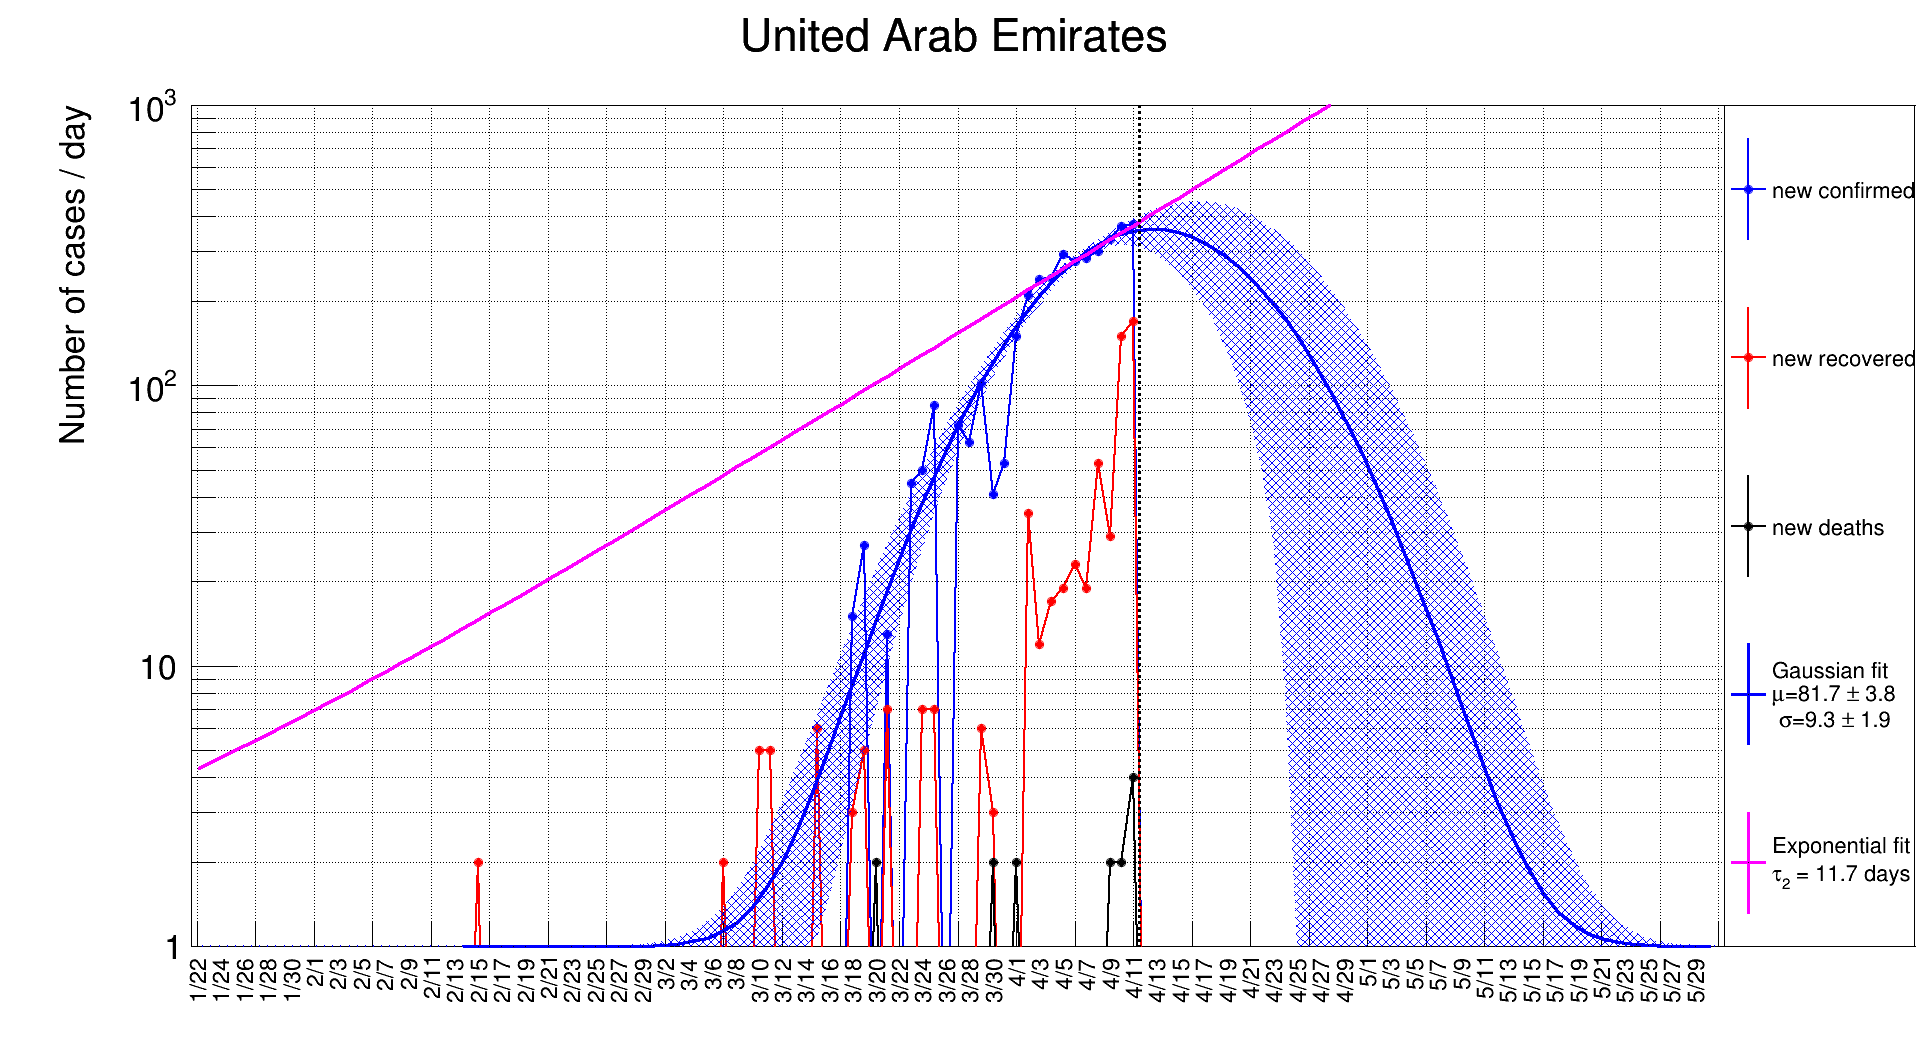 United Arab Emirates
Number of cases / day
10³
10²
10
1
1/22 1/24 1/26 1/28 1/30 2/1 2/3 2/5 2/7 2/9 2/11 2/13 2/15 2/17 2/19 2/21 2/23 2/25 2/27 2/29 3/2 3/4 3/6 3/8 3/10 3/12 3/14 3/16 3/18 3/20 3/22 3/24 3/26 3/28 3/30 4/1 4/3 4/5 4/7 4/9 4/11 4/13 4/15 4/17 4/19 4/21 4/23 4/25 4/27 4/29 5/1 5/3 5/5 5/7 5/9 5/11 5/13 5/15 5/17 5/19 5/21 5/23 5/25 5/27 5/29
new confirmed
new recovered
new deaths
Gaussian fit
μ=81.7 ± 3.8
σ=9.3 ± 1.9
Exponential fit
τ₂ = 11.7 days